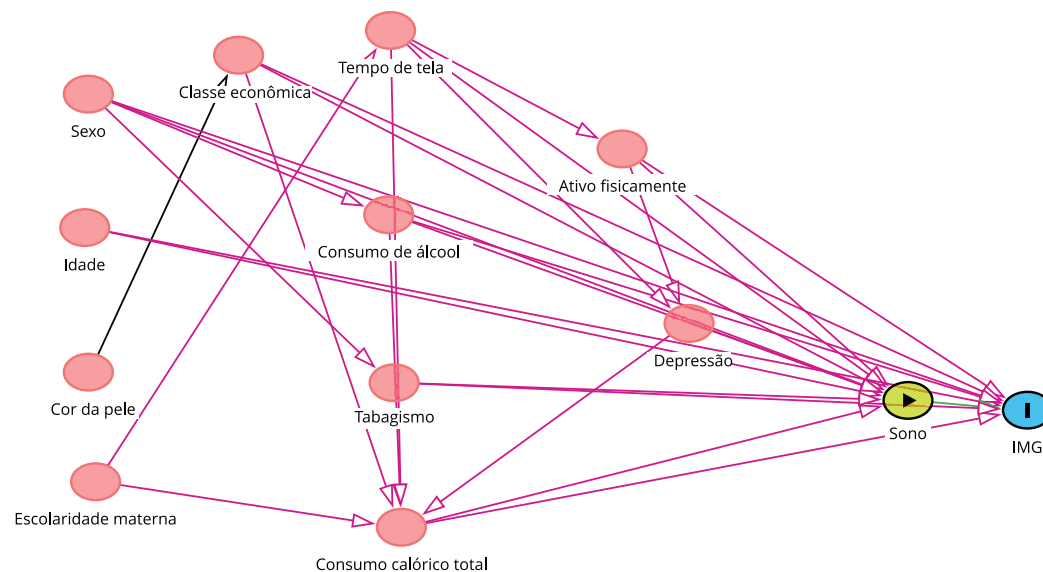 Tempo de tela
Classe econômica
Sexo
Ativo fisicamente
Consumo de álcool
Idade
Depressão
Cor da pele
Tabagismo
Sono
IMG
Escolaridade materna
Consumo calórico total